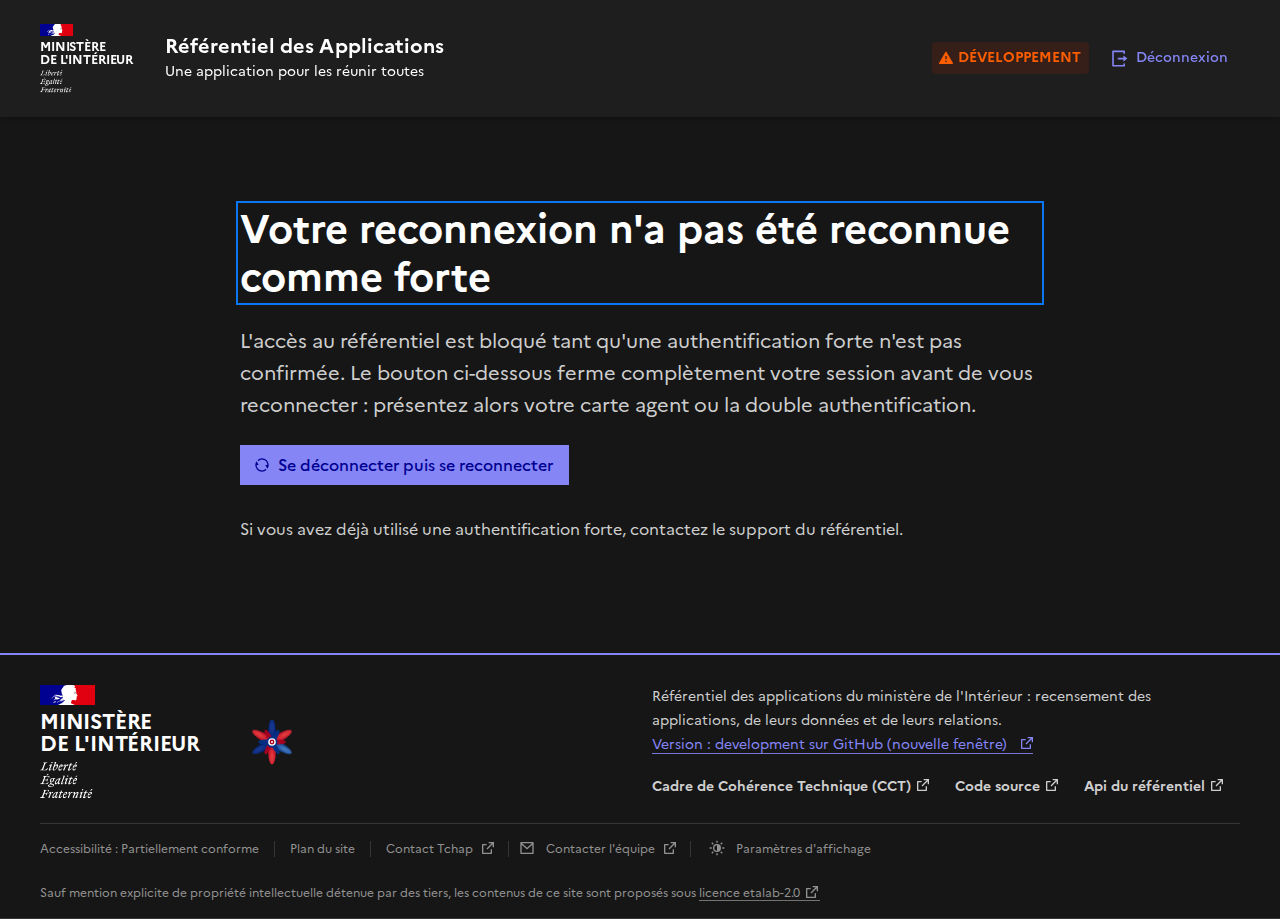 MINISTÈRE
DE L'INTÉRIEUR
Liberté
Égalité
Fraternité
Référentiel des Applications
Une application pour les réunir toutes
DÉVELOPPEMENT
Déconnexion
Votre reconnexion n'a pas été reconnue
comme forte
L'accès au référentiel est bloqué tant qu'une authentification forte n'est pas
confirmée. Le bouton ci-dessous ferme complètement votre session avant de vous
reconnecter : présentez alors votre carte agent ou la double authentification.
Se déconnecter puis se reconnecter
Si vous avez déjà utilisé une authentification forte, contactez le support du référentiel.
MINISTÈRE
DE L'INTÉRIEUR
Liberté
Égalité
Fraternité
Référentiel des applications du ministère de l'Intérieur : recensement des
applications, de leurs données et de leurs relations.
Version : development sur GitHub (nouvelle fenêtre)
Cadre de Cohérence Technique (CCT) Code source Api du référentiel
Accessibilité : Partiellement conforme Plan du site Contact Tchap Contacter l'équipe Paramètres d'affichage
Sauf mention explicite de propriété intellectuelle détenue par des tiers, les contenus de ce site sont proposés sous licence etalab-2.0